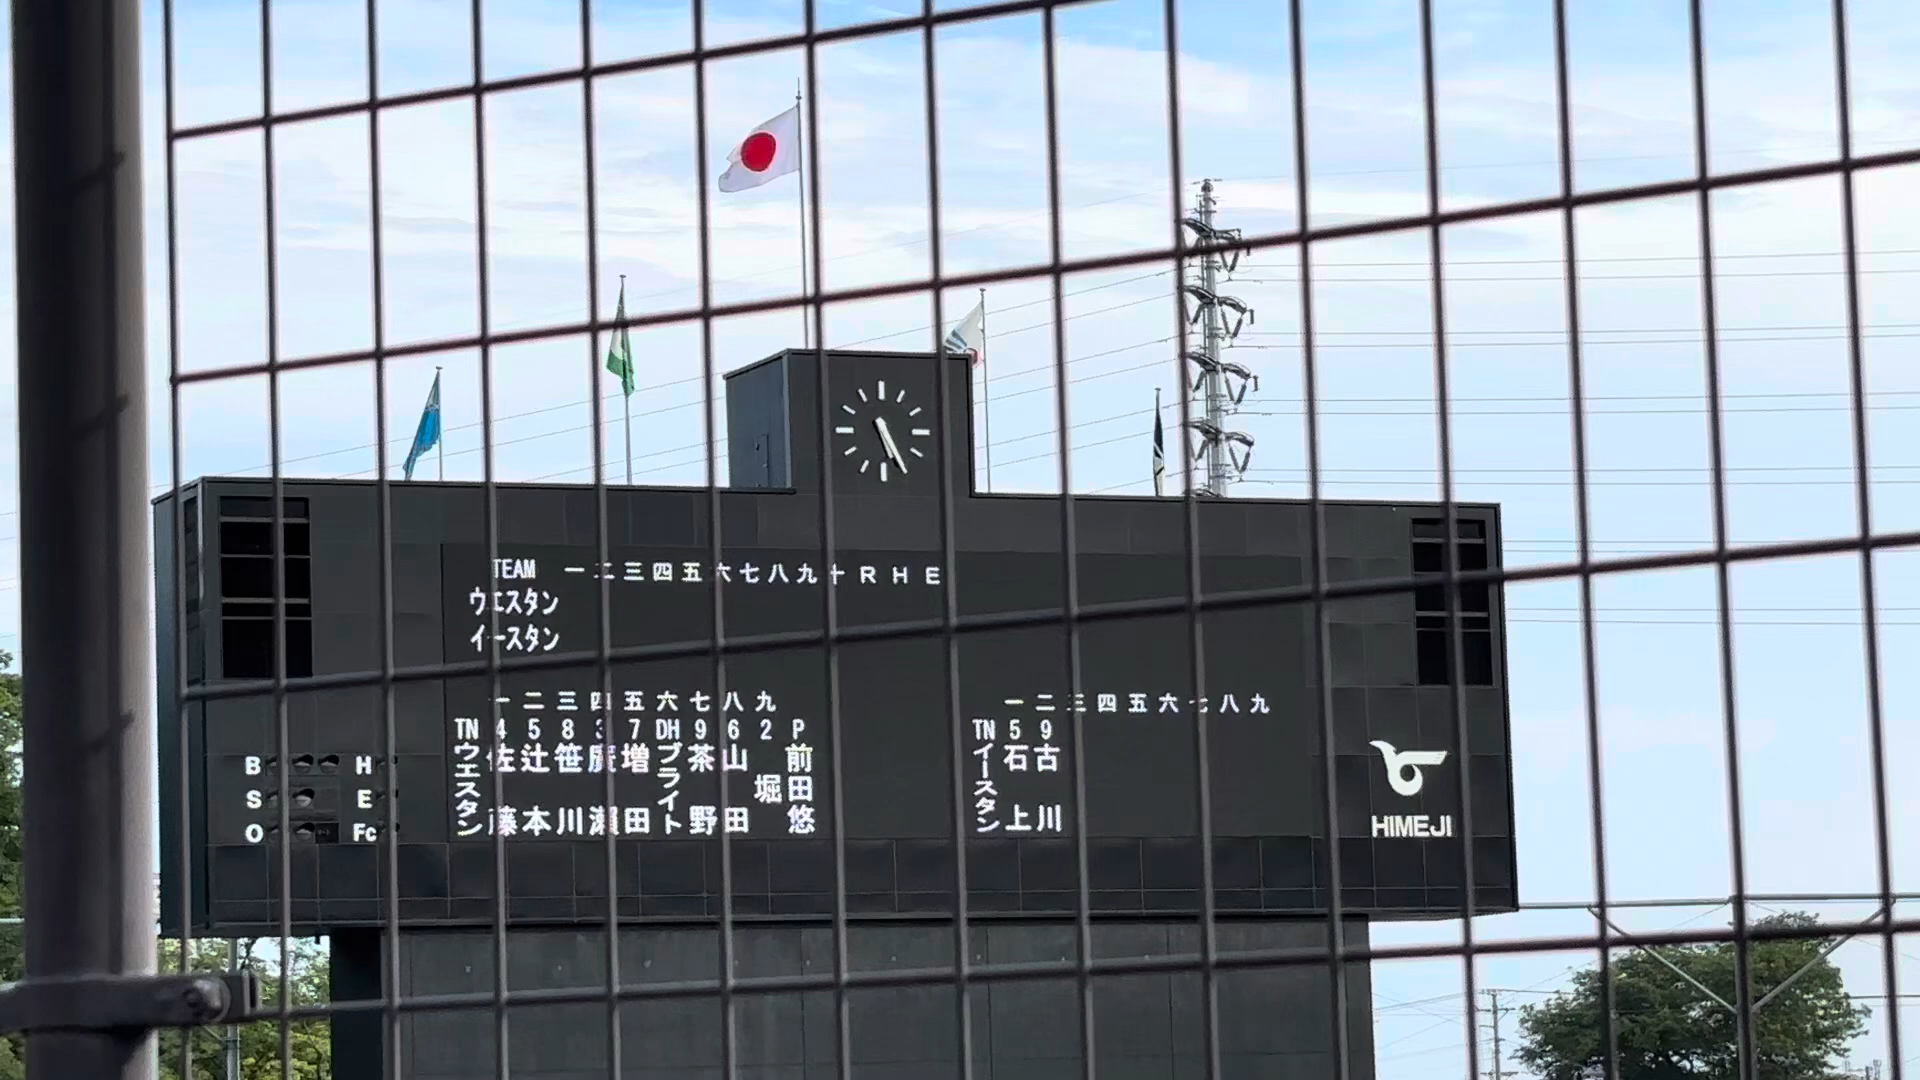 TEAM 一二三四五六七八九十RHE
ウエスタン
イースタン
一二三四五六七八九
TN 4 5 8 3 7 DH 9 6 2 P
ウエスタン 佐藤 辻本 笹川 廣瀬 増田 ブライト 茶野 山田 堀 前田悠
一二三四五六七八九
TN 5 9
イースタン 石上 古川
B H
S E
O Fc
HIMEJI